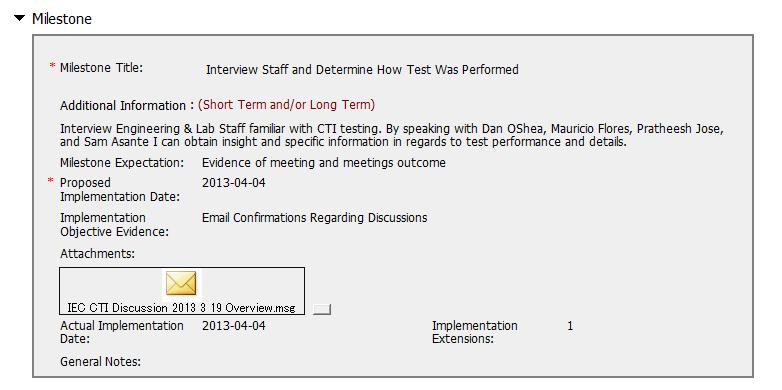 Milestone
* Milestone Title: Interview Staff and Determine How Test Was Performed
Additional Information : (Short Term and/or Long Term)
Interview Engineering & Lab Staff familiar with CTI testing. By speaking with Dan OShea, Mauricio Flores, Pratheesh Jose,
and Sam Asante I can obtain insight and specific information in regards to test performance and details.
Milestone Expectation: Evidence of meeting and meetings outcome
* Proposed 2013-04-04
Implementation Date:
Implementation Email Confirmations Regarding Discussions
Objective Evidence:
Attachments:
IEC CTI Discussion 2013 3 19 Overview.msg
Actual Implementation 2013-04-04 Implementation 1
Date: Extensions:
General Notes: